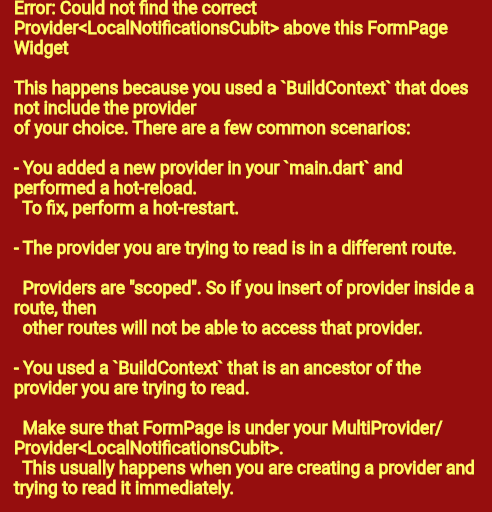 Error: Could not find the correct
Provider<LocalNotificationsCubit> above this FormPage
Widget
This happens because you used a `BuildContext` that does
not include the provider
of your choice. There are a few common scenarios:
- You added a new provider in your `main.dart` and
performed a hot-reload.
To fix, perform a hot-restart.
- The provider you are trying to read is in a different route.
Providers are "scoped". So if you insert of provider inside a
route, then
other routes will not be able to access that provider.
- You used a `BuildContext` that is an ancestor of the
provider you are trying to read.
Make sure that FormPage is under your MultiProvider/
Provider<LocalNotificationsCubit>.
This usually happens when you are creating a provider and
trying to read it immediately.